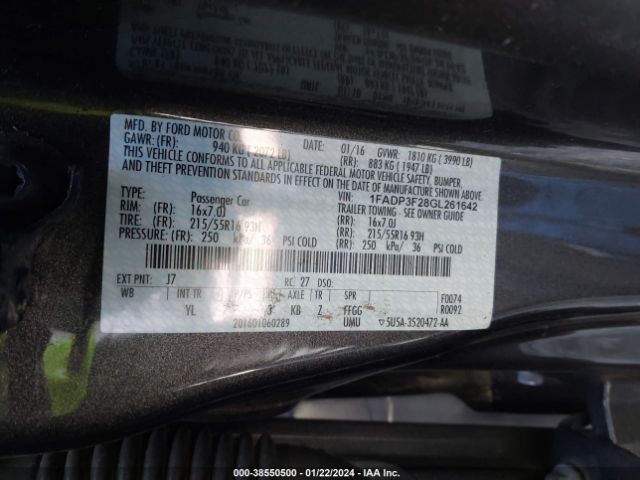 MFD. BY FORD MOTOR CO.
DATE: 01/16 GVWR: 1810 KG ( 3990 LB)
GAWR: (FR): 940 KG ( 2072 LB) (RR): 883 KG ( 1947 LB)
THIS VEHICLE CONFORMS TO ALL APPLICABLE FEDERAL MOTOR VEHICLE SAFETY, BUMPER,
AND THEFT PREVENTION STANDARDS IN EFFECT ON THE DATE OF MANUFACTURE SHOWN ABOVE.
VIN: 1FADP3F28GL261642
TYPE: Passenger Car TRAILER TOWING - SEE OWNER GUIDE
RIM: (FR): 16x7.0J (RR): 16x7.0J
TIRE: (FR): 215/55R16 93H (RR): 215/55R16 93H
PRESSURE: (FR): 250 kPa/ 36 PSI COLD (RR): 250 kPa/ 36 PSI COLD
EXT PNT: J7 RC: 27 DSO:
WB INT TR AXLE TR SPR F0074
YL 3 KB Z FFGG R0092
201601060289 UMU ▽5U5A-3520472-AA
000-38550500 - 01/22/2024 - IAA Inc.